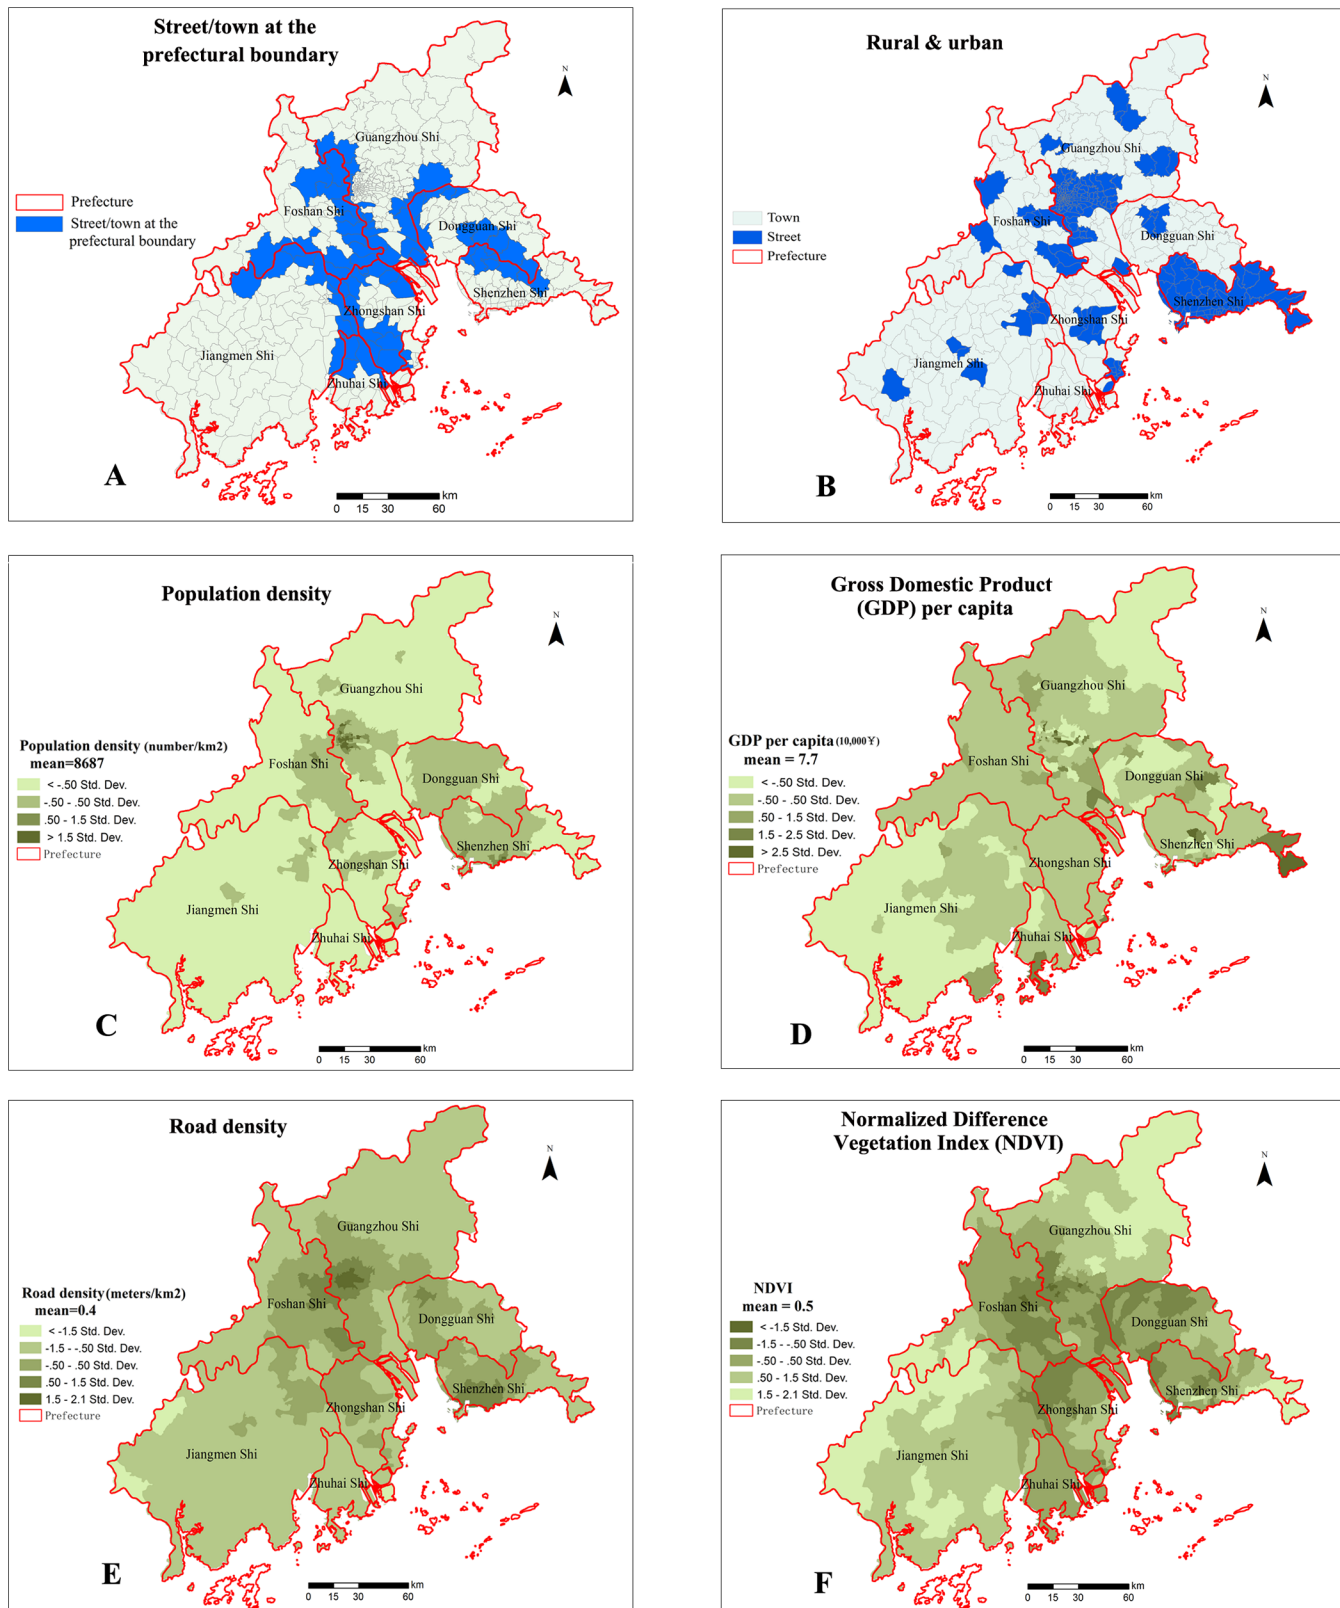 Street/town at the
prefectural boundary
N
Guangzhou Shi
Prefecture
Street/town at the
prefectural boundary
Foshan Shi
Dongguan Shi
Shenzhen Shi
Zhongshan Shi
Jiangmen Shi
Zhuhai Shi
A
km
0 15 30 60
Rural & urban
N
Guangzhou Shi
Town
Street
Prefecture
Foshan Shi
Dongguan Shi
Shenzhen Shi
Zhongshan Shi
Jiangmen Shi
Zhuhai Shi
B
km
0 15 30 60
Population density
N
Guangzhou Shi
Population density (number/km2)
mean=8687
< -.50 Std. Dev.
-.50 - .50 Std. Dev.
.50 - 1.5 Std. Dev.
> 1.5 Std. Dev.
Prefecture
Foshan Shi
Dongguan Shi
Shenzhen Shi
Zhongshan Shi
Jiangmen Shi
Zhuhai Shi
C
km
0 15 30 60
Gross Domestic Product
(GDP) per capita
N
Guangzhou Shi
GDP per capita (10,000¥)
mean = 7.7
< -.50 Std. Dev.
-.50 - .50 Std. Dev.
.50 - 1.5 Std. Dev.
1.5 - 2.5 Std. Dev.
> 2.5 Std. Dev.
Prefecture
Foshan Shi
Dongguan Shi
Shenzhen Shi
Zhongshan Shi
Jiangmen Shi
Zhuhai Shi
D
km
0 15 30 60
Road density
N
Guangzhou Shi
Road density (meters/km2)
mean=0.4
< -1.5 Std. Dev.
-1.5 - -.50 Std. Dev.
-.50 - .50 Std. Dev.
.50 - 1.5 Std. Dev.
1.5 - 2.1 Std. Dev.
Prefecture
Foshan Shi
Dongguan Shi
Shenzhen Shi
Zhongshan Shi
Jiangmen Shi
Zhuhai Shi
E
km
0 15 30 60
Normalized Difference
Vegetation Index (NDVI)
N
Guangzhou Shi
NDVI
mean = 0.5
< -1.5 Std. Dev.
-1.5 - -.50 Std. Dev.
-.50 - .50 Std. Dev.
.50 - 1.5 Std. Dev.
1.5 - 2.1 Std. Dev.
Prefecture
Foshan Shi
Dongguan Shi
Shenzhen Shi
Zhongshan Shi
Jiangmen Shi
Zhuhai Shi
F
km
0 15 30 60